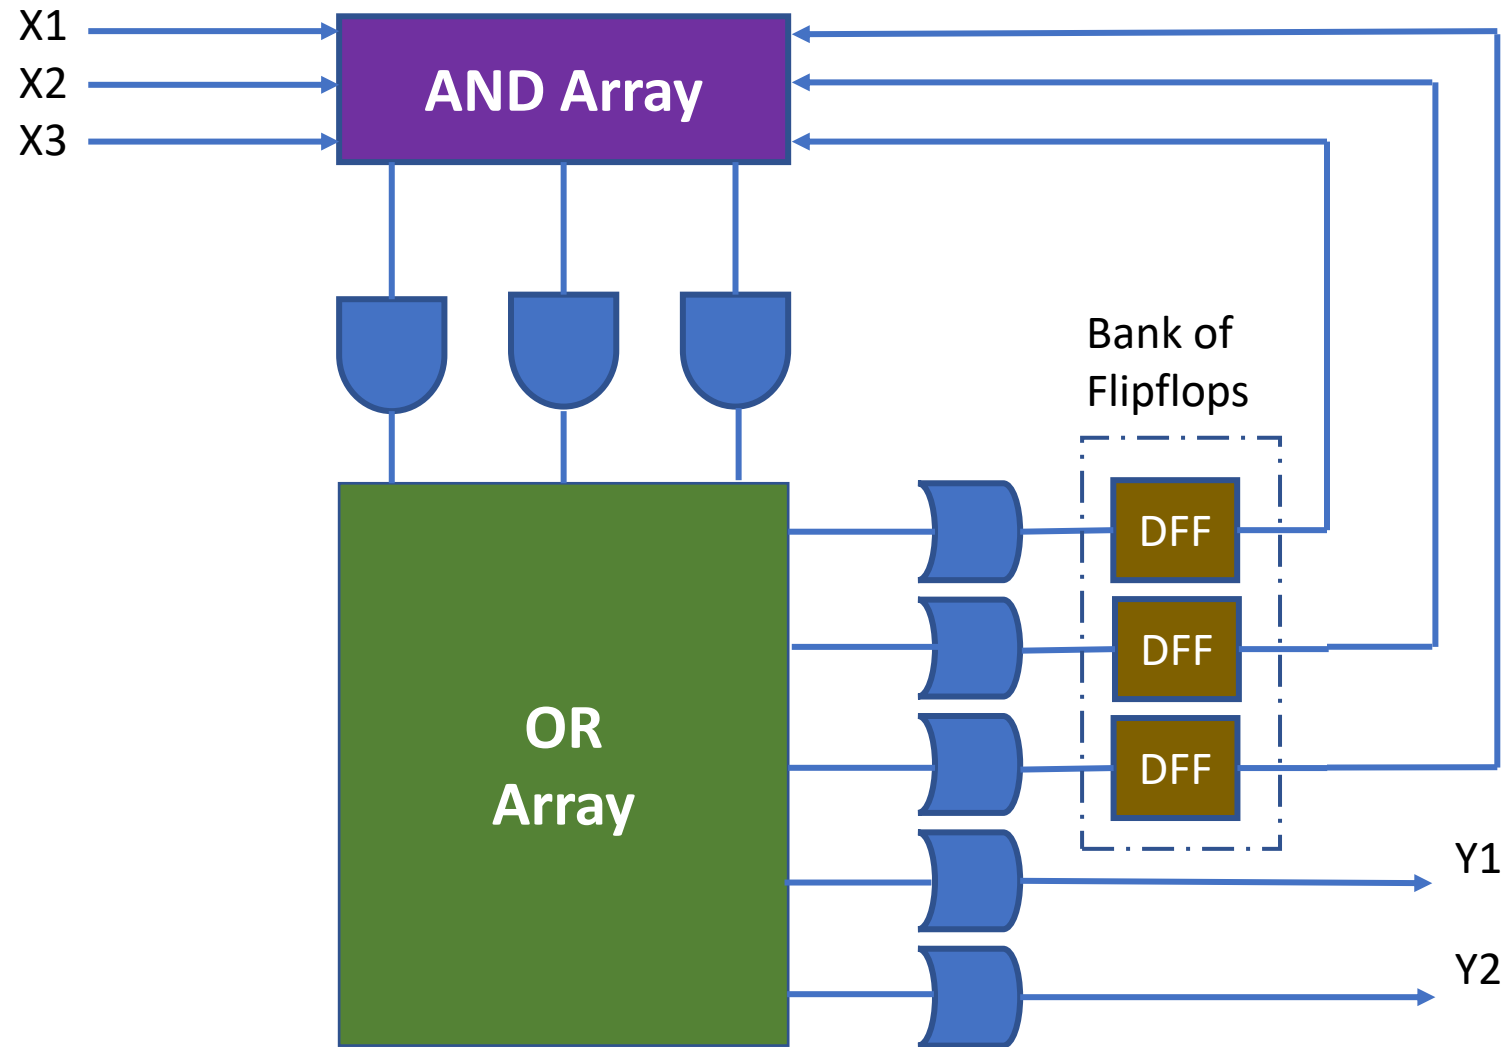 X1
X2
X3
AND Array
Bank of
Flipflops
DFF
DFF
DFF
OR
Array
Y1
Y2